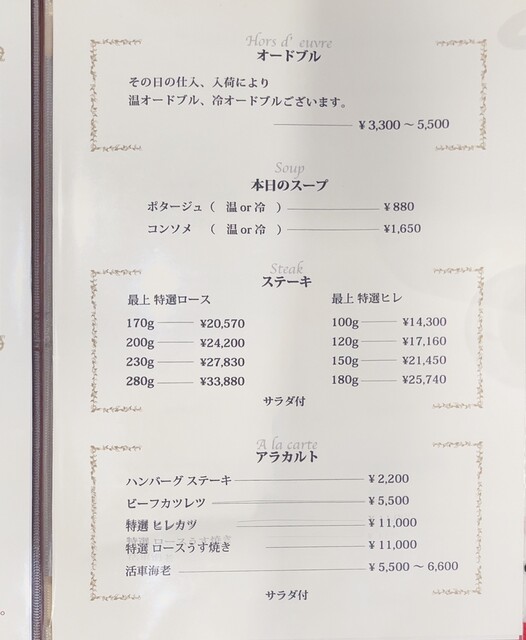 Hors d' euvre
オードブル
その日の仕入、入荷により
温オードブル、冷オードブルございます。
¥3,300～5,500
Soup
本日のスープ
ポタージュ（ 温 or 冷 ） ¥880
コンソメ （ 温 or 冷 ） ¥1,650
Steak
ステーキ
最上 特選ロース 最上 特選ヒレ
170g ¥20,570 100g ¥14,300
200g ¥24,200 120g ¥17,160
230g ¥27,830 150g ¥21,450
280g ¥33,880 180g ¥25,740
サラダ付
A la carte
アラカルト
ハンバーグ ステーキ ¥2,200
ビーフカツレツ ¥5,500
特選 ヒレカツ ¥11,000
特選 ロースうす焼き ¥11,000
活車海老 ¥5,500～6,600
サラダ付